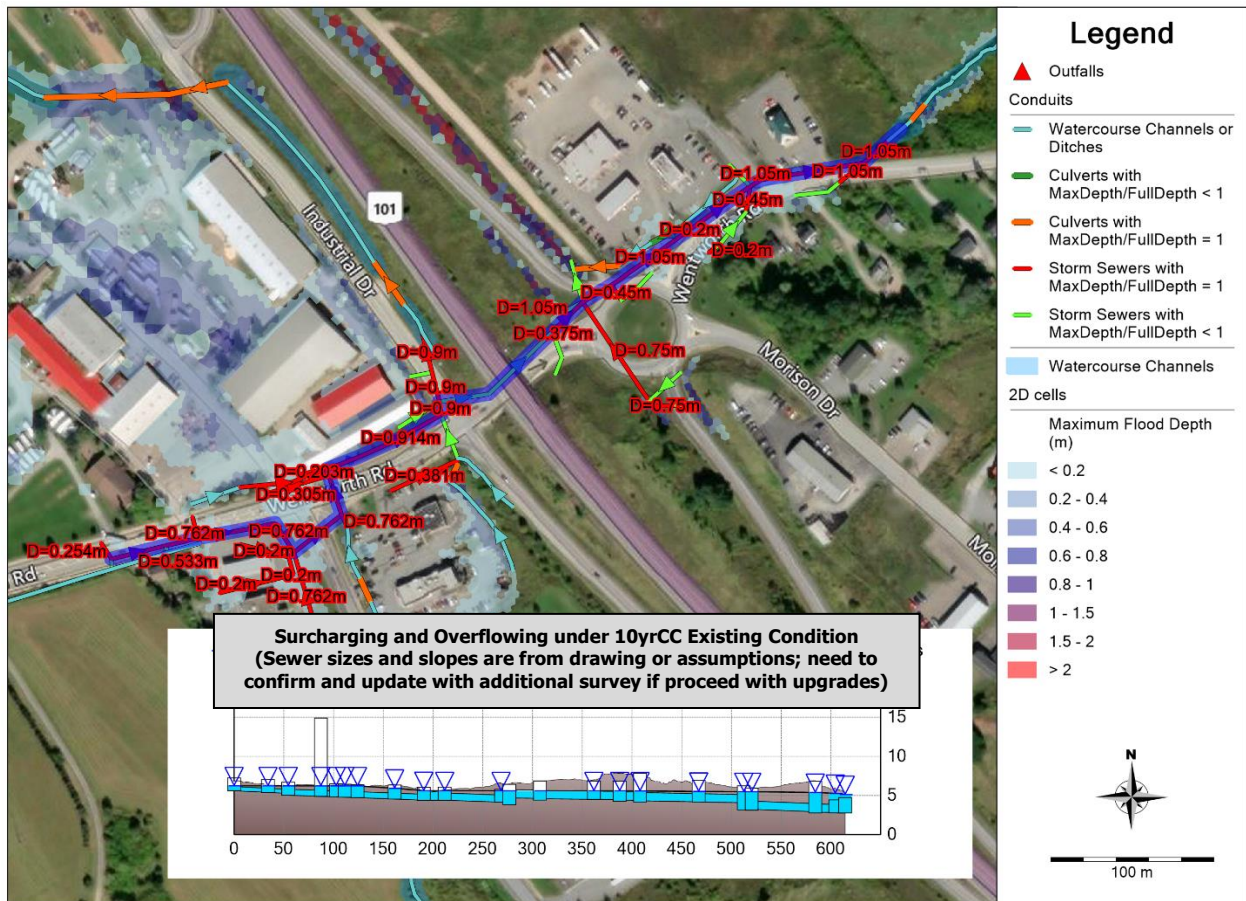 Legend
Outfalls
Conduits
Watercourse Channels or
Ditches
Culverts with
MaxDepth/FullDepth < 1
Culverts with
MaxDepth/FullDepth = 1
Storm Sewers with
MaxDepth/FullDepth = 1
Storm Sewers with
MaxDepth/FullDepth < 1
Watercourse Channels
2D cells
Maximum Flood Depth
(m)
< 0.2
0.2 - 0.4
0.4 - 0.6
0.6 - 0.8
0.8 - 1
1 - 1.5
1.5 - 2
> 2
N
100 m
101
Industrial Dr
D=1.05m
D=1.05m
D=1.05m
D=0.45m
D=0.2m
D=0.2m
D=1.05m
D=0.45m
D=1.05m
D=0.375m
D=0.75m
D=0.75m
Morison Dr
D=0.9m
D=0.9m
D=0.9m
D=0.914m
D=0.203m
D=0.381m
D=0.305m
D=0.762m
D=0.762m
D=0.762m
D=0.254m
D=0.533m
D=0.2m
D=0.2m
D=0.2m
D=0.762m
Rd
Surcharging and Overflowing under 10yrCC Existing Condition
(Sewer sizes and slopes are from drawing or assumptions; need to
confirm and update with additional survey if proceed with upgrades)
15
10
5
0
0 50 100 150 200 250 300 350 400 450 500 550 600